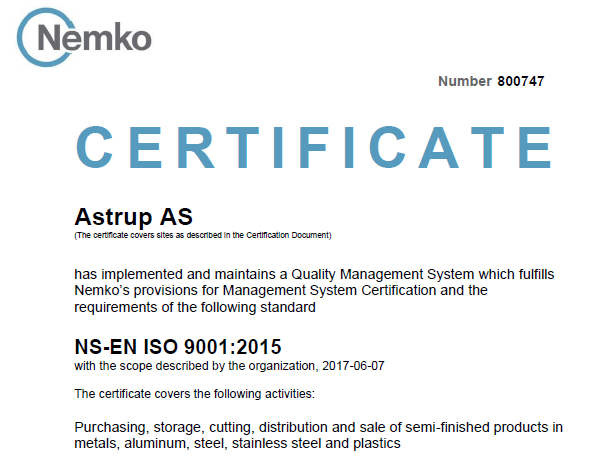 Nemko
Number 800747
CERTIFICATE
Astrup AS
(The certificate covers sites as described in the Certification Document)
has implemented and maintains a Quality Management System which fulfills
Nemko's provisions for Management System Certification and the
requirements of the following standard
NS-EN ISO 9001:2015
with the scope described by the organization, 2017-06-07
The certificate covers the following activities:
Purchasing, storage, cutting, distribution and sale of semi-finished products in
metals, aluminum, steel, stainless steel and plastics